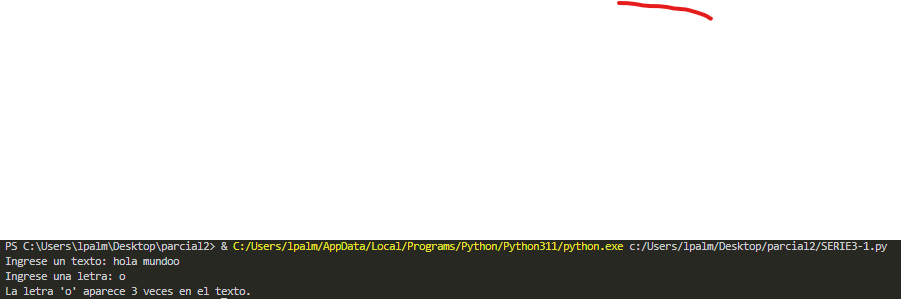 PS C:\Users\lpalm\Desktop\parcial2> & C:/Users/lpalm/AppData/Local/Programs/Python/Python311/python.exe c:/Users/lpalm/Desktop/parcial2/SERIE3-1.py
Ingrese un texto: hola mundoo
Ingrese una letra: o
La letra 'o' aparece 3 veces en el texto.